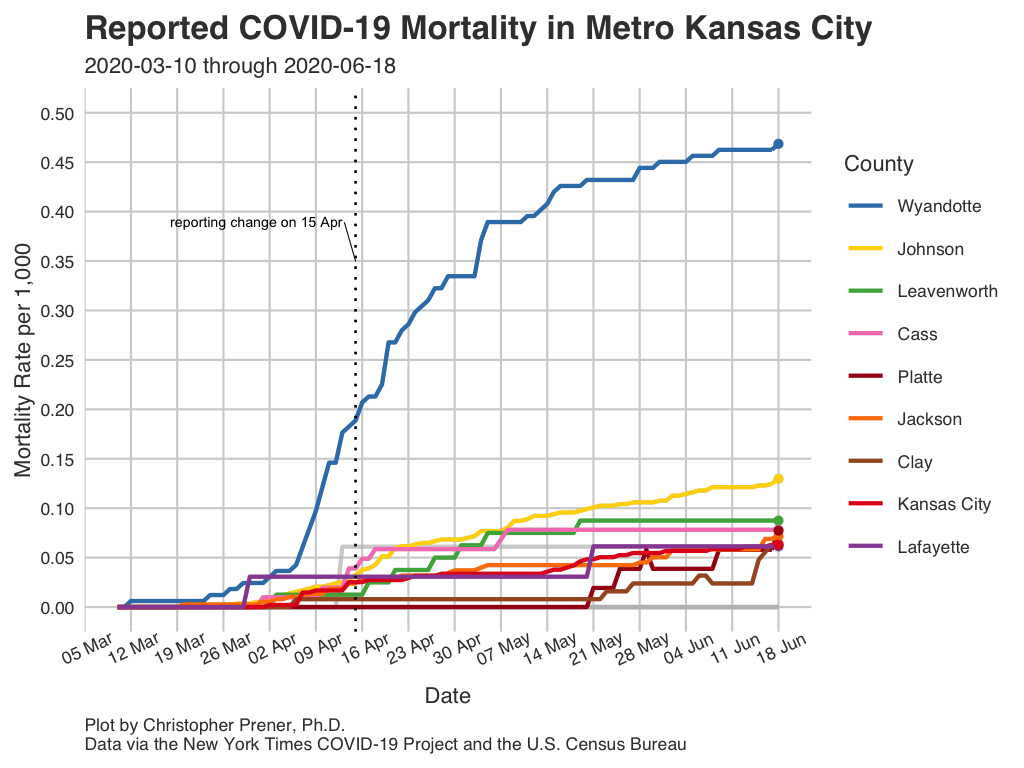 Reported COVID-19 Mortality in Metro Kansas City
2020-03-10 through 2020-06-18
Mortality Rate per 1,000
0.50
0.45
0.40
0.35
0.30
0.25
0.20
0.15
0.10
0.05
0.00
reporting change on 15 Apr
05 Mar
12 Mar
19 Mar
26 Mar
02 Apr
09 Apr
16 Apr
23 Apr
30 Apr
07 May
14 May
21 May
28 May
04 Jun
11 Jun
18 Jun
Date
County
Wyandotte
Johnson
Leavenworth
Cass
Platte
Jackson
Clay
Kansas City
Lafayette
Plot by Christopher Prener, Ph.D.
Data via the New York Times COVID-19 Project and the U.S. Census Bureau